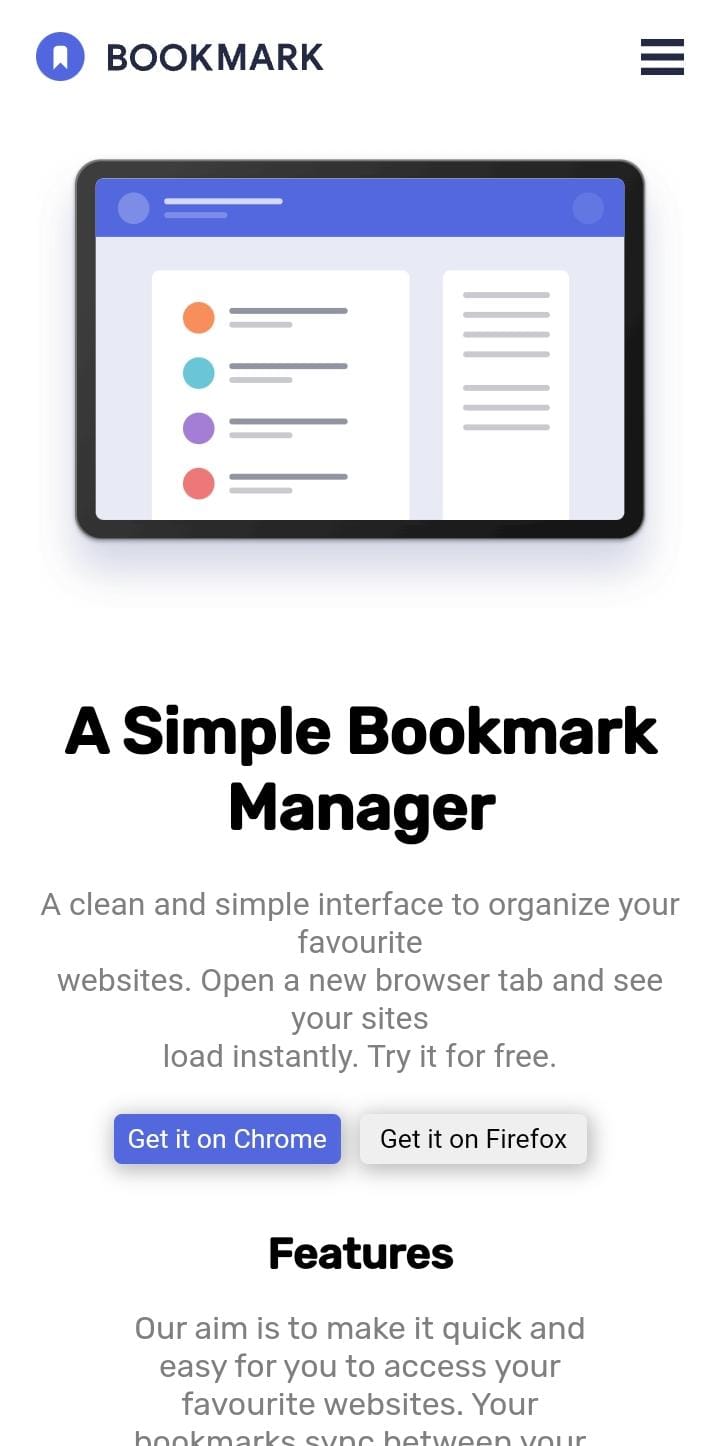 BOOKMARK
A Simple Bookmark
Manager
A clean and simple interface to organize your
favourite
websites. Open a new browser tab and see
your sites
load instantly. Try it for free.
Get it on Chrome
Get it on Firefox
Features
Our aim is to make it quick and
easy for you to access your
favourite websites. Your
bookmarks sync between your